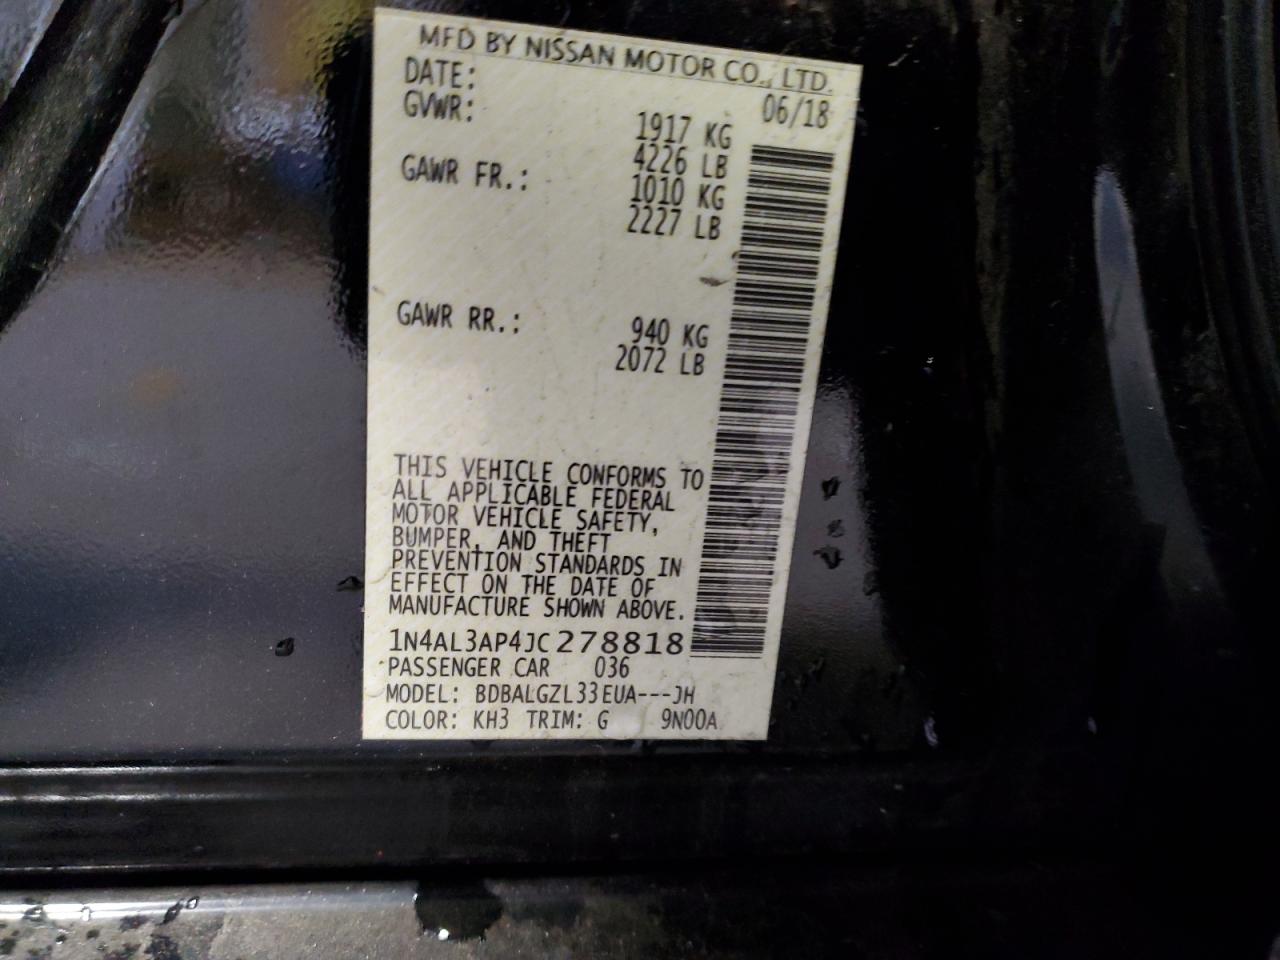 MFD BY NISSAN MOTOR CO., LTD.
DATE: 06/18
GVWR: 1917 KG
4226 LB
GAWR FR.: 1010 KG
2227 LB
GAWR RR.: 940 KG
2072 LB
THIS VEHICLE CONFORMS TO
ALL APPLICABLE FEDERAL
MOTOR VEHICLE SAFETY,
BUMPER, AND THEFT
PREVENTION STANDARDS IN
EFFECT ON THE DATE OF
MANUFACTURE SHOWN ABOVE.
1N4AL3AP4JC278818
PASSENGER CAR 036
MODEL: BDBALGZL33EUA---JH
COLOR: KH3 TRIM: G 9N00A